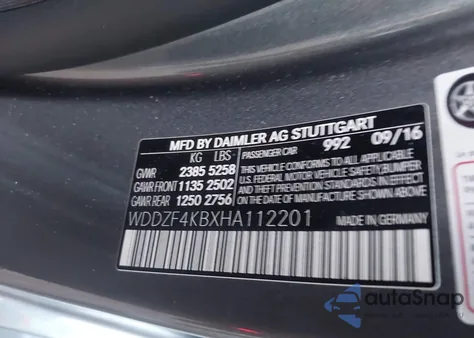 MFD BY DAIMLER AG STUTTGART
KG LBS PASSENGER CAR 992 09/16
GVWR 2385 5258 THIS VEHICLE CONFORMS TO ALL APPLICABLE
GAWR FRONT 1135 2502 U.S. FEDERAL MOTOR VEHICLE SAFETY,BUMPER
GAWR REAR 1250 2756 AND THEFT PREVENTION STANDARDS IN EFFECT
ON THE DATE OF MANUFACTURE SHOWN ABOVE.
WDDZF4KBXHA112201 MADE IN GERMANY
autoSnap